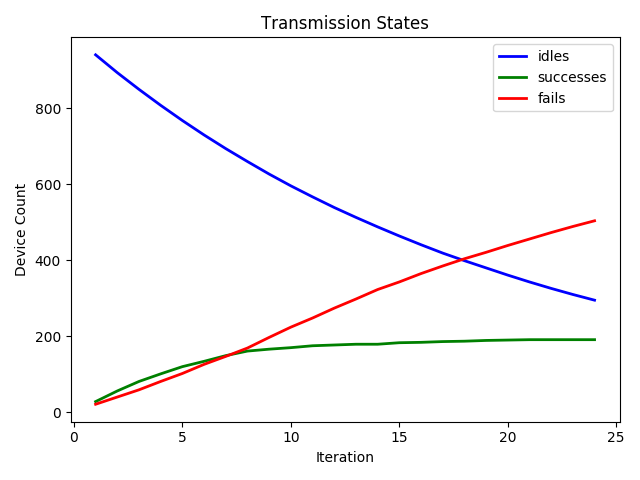 Transmission States
idles
successes
fails
Device Count
800
600
400
200
0
0 5 10 15 20 25
Iteration